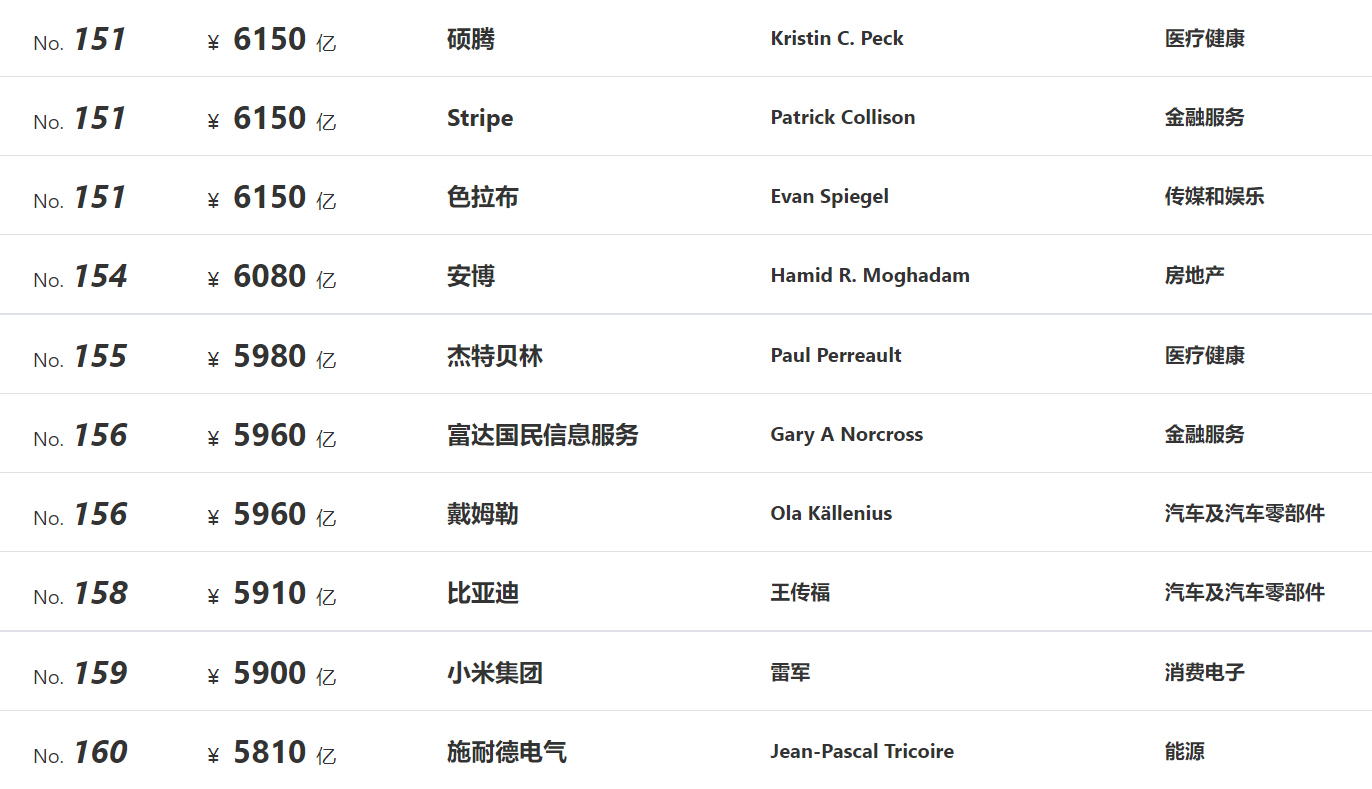 No. 151 ¥ 6150 亿 硕腾 Kristin C. Peck 医疗健康
No. 151 ¥ 6150 亿 Stripe Patrick Collison 金融服务
No. 151 ¥ 6150 亿 色拉布 Evan Spiegel 传媒和娱乐
No. 154 ¥ 6080 亿 安博 Hamid R. Moghadam 房地产
No. 155 ¥ 5980 亿 杰特贝林 Paul Perreault 医疗健康
No. 156 ¥ 5960 亿 富达国民信息服务 Gary A Norcross 金融服务
No. 156 ¥ 5960 亿 戴姆勒 Ola Källenius 汽车及汽车零部件
No. 158 ¥ 5910 亿 比亚迪 王传福 汽车及汽车零部件
No. 159 ¥ 5900 亿 小米集团 雷军 消费电子
No. 160 ¥ 5810 亿 施耐德电气 Jean-Pascal Tricoire 能源